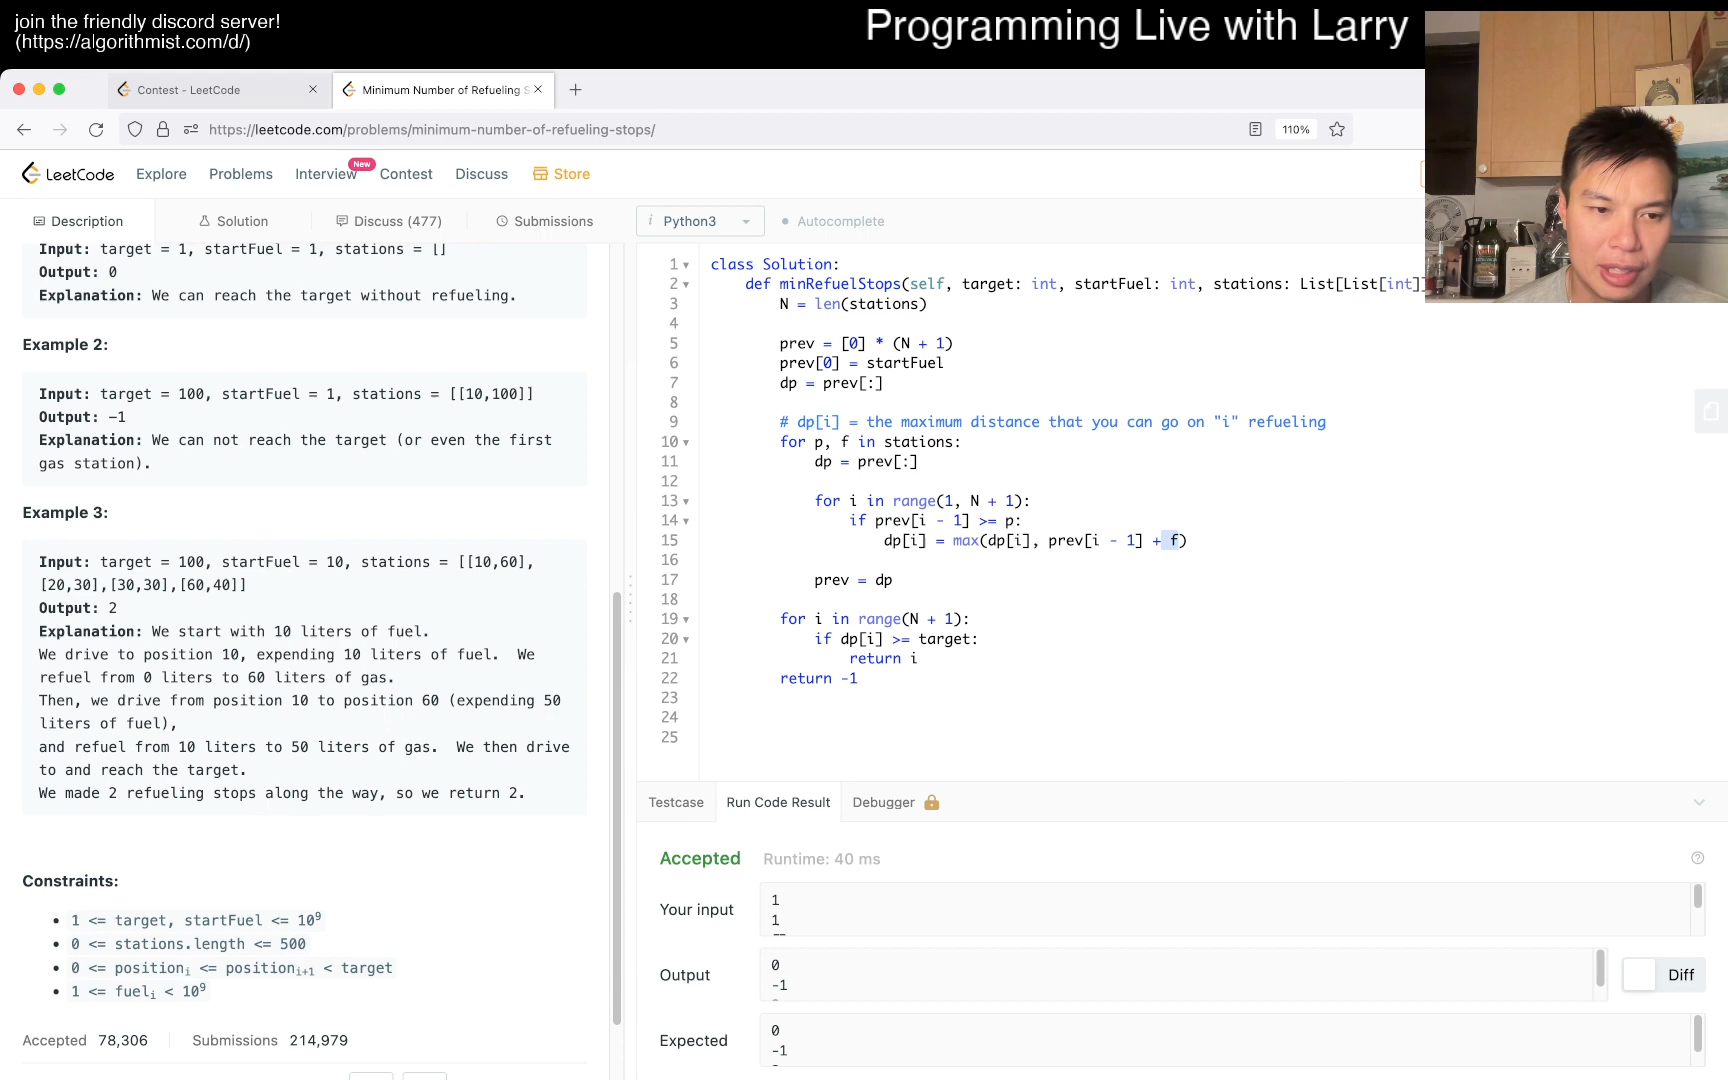 join the friendly discord server!
(https://algorithmist.com/d/)
Programming Live with Larry
Contest - LeetCode
Minimum Number of Refueling S
https://leetcode.com/problems/minimum-number-of-refueling-stops/
110%
LeetCode
Explore
Problems
Interview
New
Contest
Discuss
Store
Description
Solution
Discuss (477)
Submissions
i Python3
Autocomplete
Input: target = 1, startFuel = 1, stations = []
Output: 0
Explanation: We can reach the target without refueling.
Example 2:
Input: target = 100, startFuel = 1, stations = [[10,100]]
Output: -1
Explanation: We can not reach the target (or even the first
gas station).
Example 3:
Input: target = 100, startFuel = 10, stations = [[10,60],
[20,30],[30,30],[60,40]]
Output: 2
Explanation: We start with 10 liters of fuel.
We drive to position 10, expending 10 liters of fuel. We
refuel from 0 liters to 60 liters of gas.
Then, we drive from position 10 to position 60 (expending 50
liters of fuel),
and refuel from 10 liters to 50 liters of gas. We then drive
to and reach the target.
We made 2 refueling stops along the way, so we return 2.
Constraints:
1 <= target, startFuel <= 10⁹
0 <= stations.length <= 500
0 <= positionᵢ <= positionᵢ₊₁ < target
1 <= fuelᵢ < 10⁹
Accepted 78,306
Submissions 214,979
1 class Solution:
2 def minRefuelStops(self, target: int, startFuel: int, stations: List[List[int]]
3 N = len(stations)
4
5 prev = [0] * (N + 1)
6 prev[0] = startFuel
7 dp = prev[:]
8
9 # dp[i] = the maximum distance that you can go on "i" refueling
10 for p, f in stations:
11 dp = prev[:]
12
13 for i in range(1, N + 1):
14 if prev[i - 1] >= p:
15 dp[i] = max(dp[i], prev[i - 1] + f)
16
17 prev = dp
18
19 for i in range(N + 1):
20 if dp[i] >= target:
21 return i
22 return -1
23
24
25
Testcase
Run Code Result
Debugger
Accepted
Runtime: 40 ms
Your input
1
1
Output
0
-1
Diff
Expected
0
-1